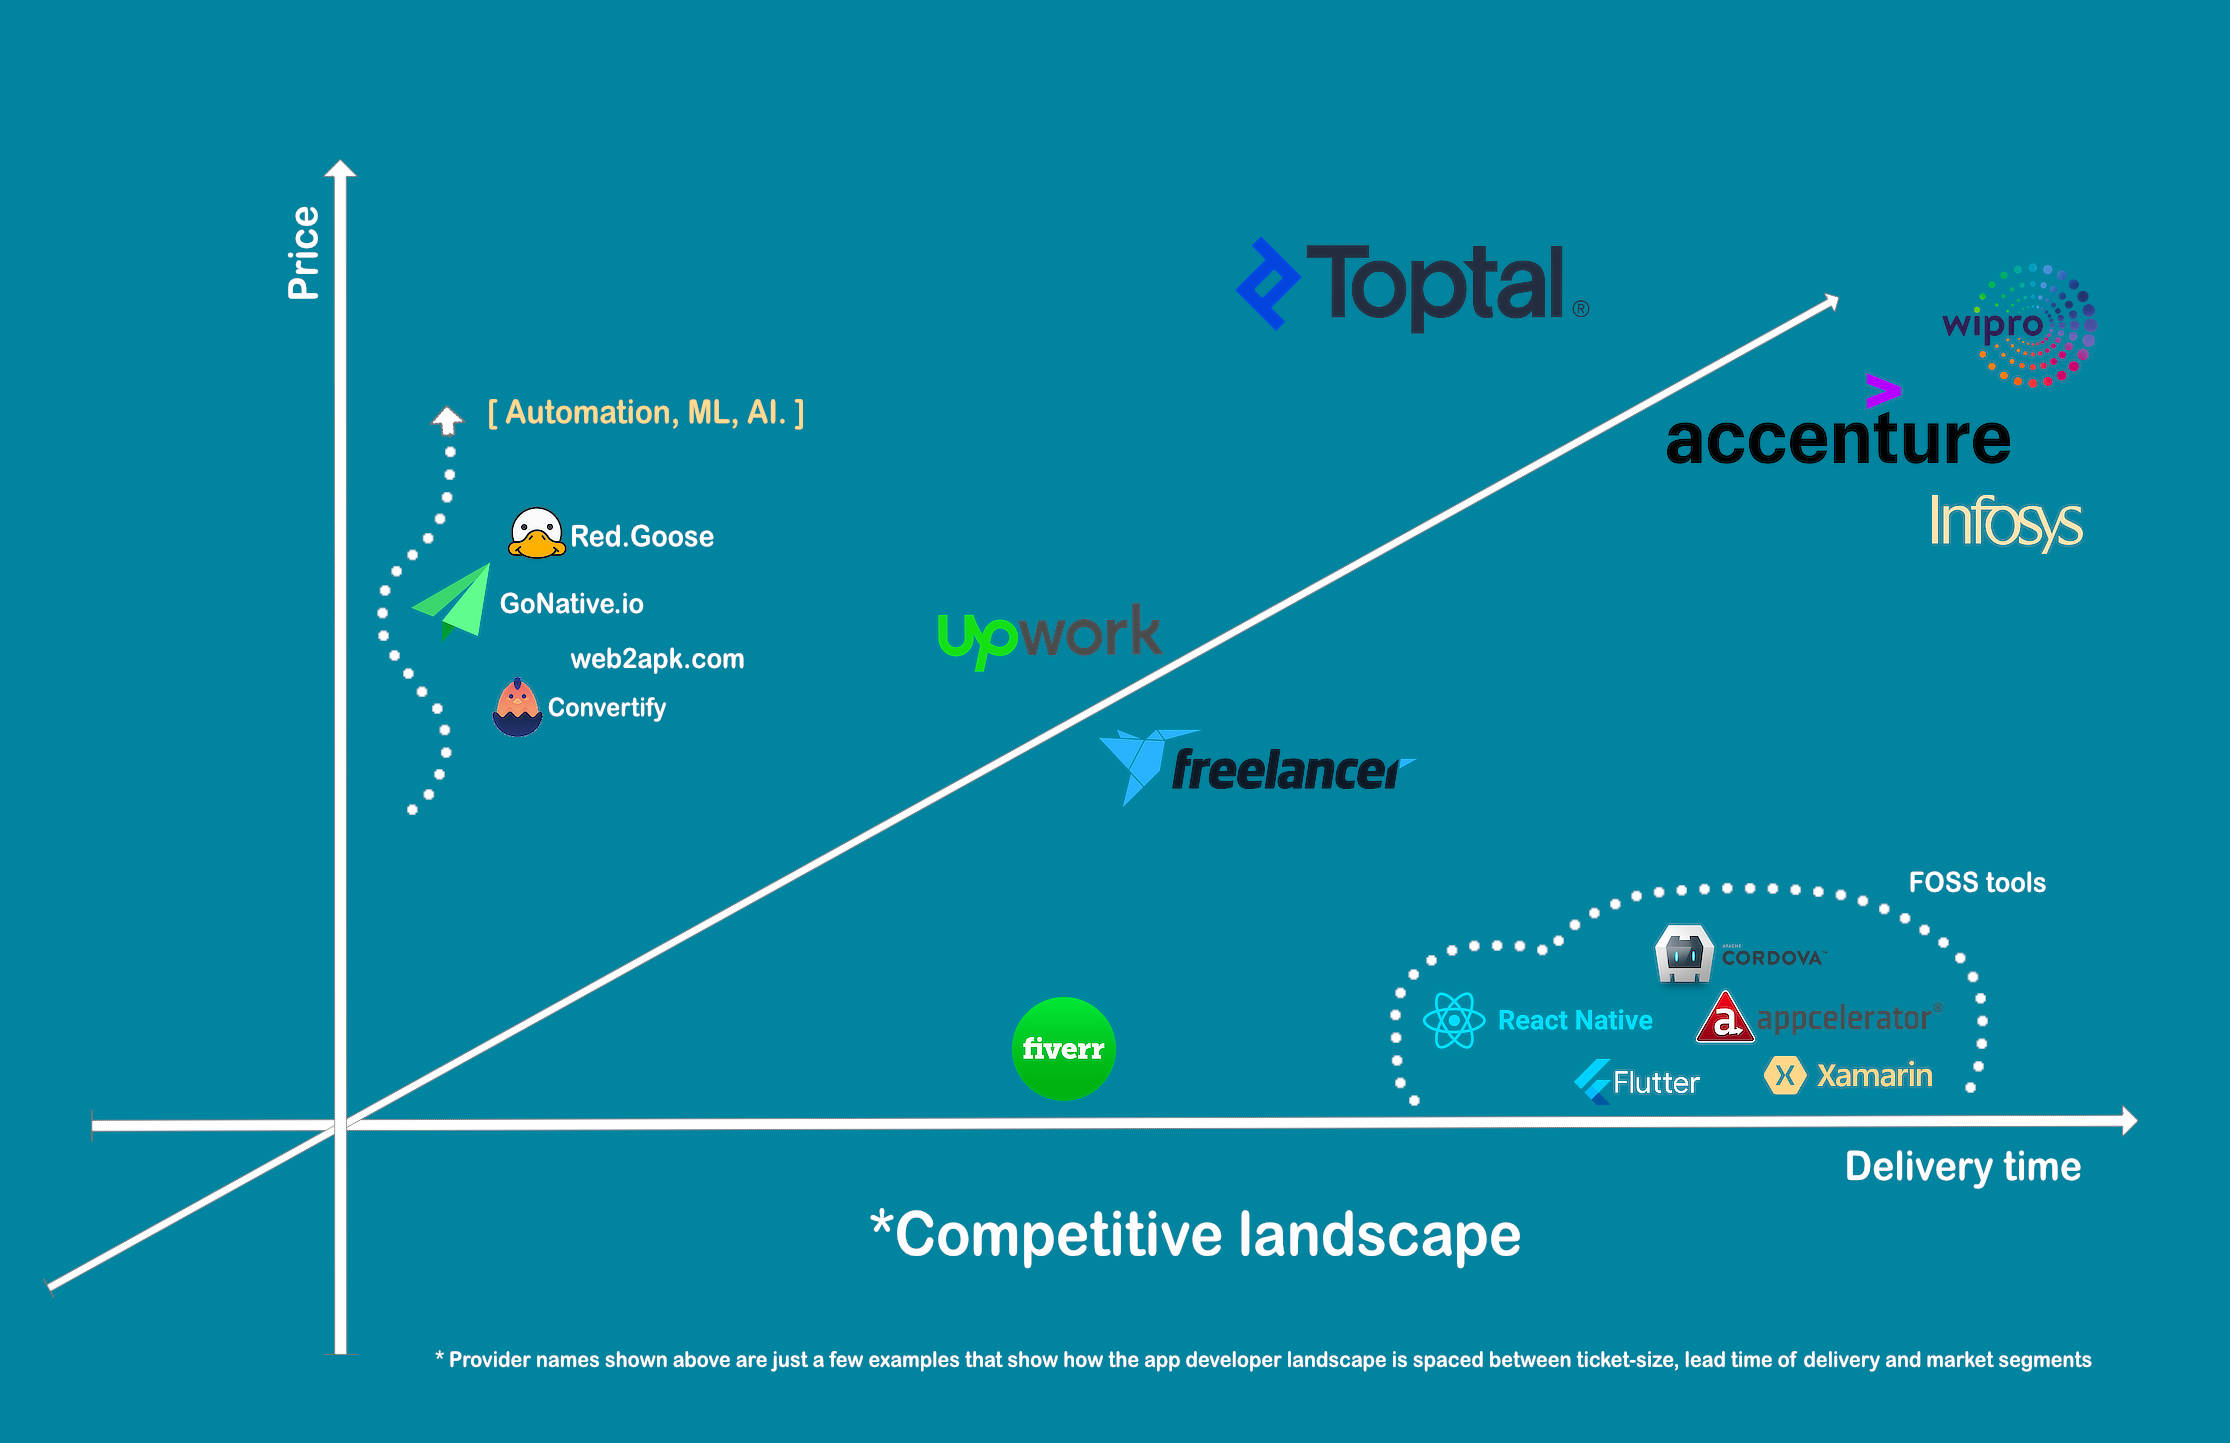 Price
Toptal ®
wipro
accenture
Infosys
[ Automation, ML, AI. ]
Red.Goose
GoNative.io
web2apk.com
Convertify
upwork
freelancer
FOSS tools
APACHE
CORDOVA™
React Native
a appcelerator®
Flutter
Xamarin
fiverr
Delivery time
*Competitive landscape
* Provider names shown above are just a few examples that show how the app developer landscape is spaced between ticket-size, lead time of delivery and market segments